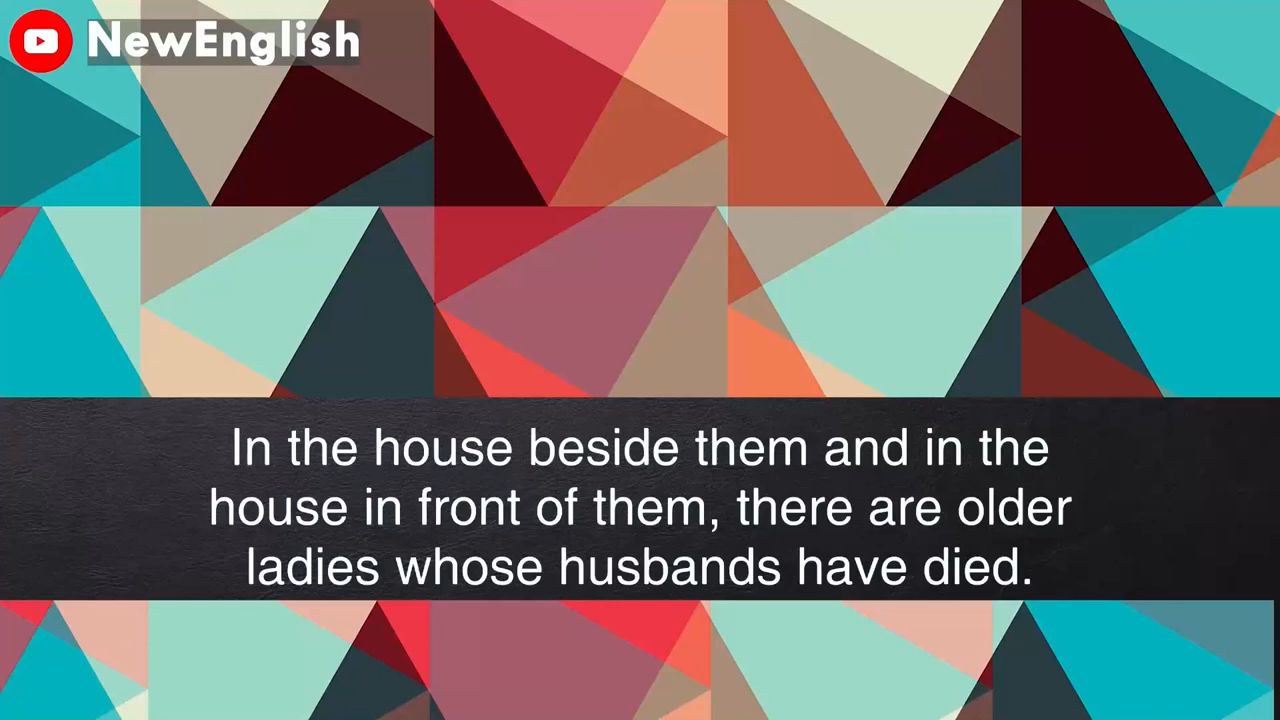 NewEnglish
In the house beside them and in the
house in front of them, there are older
ladies whose husbands have died.